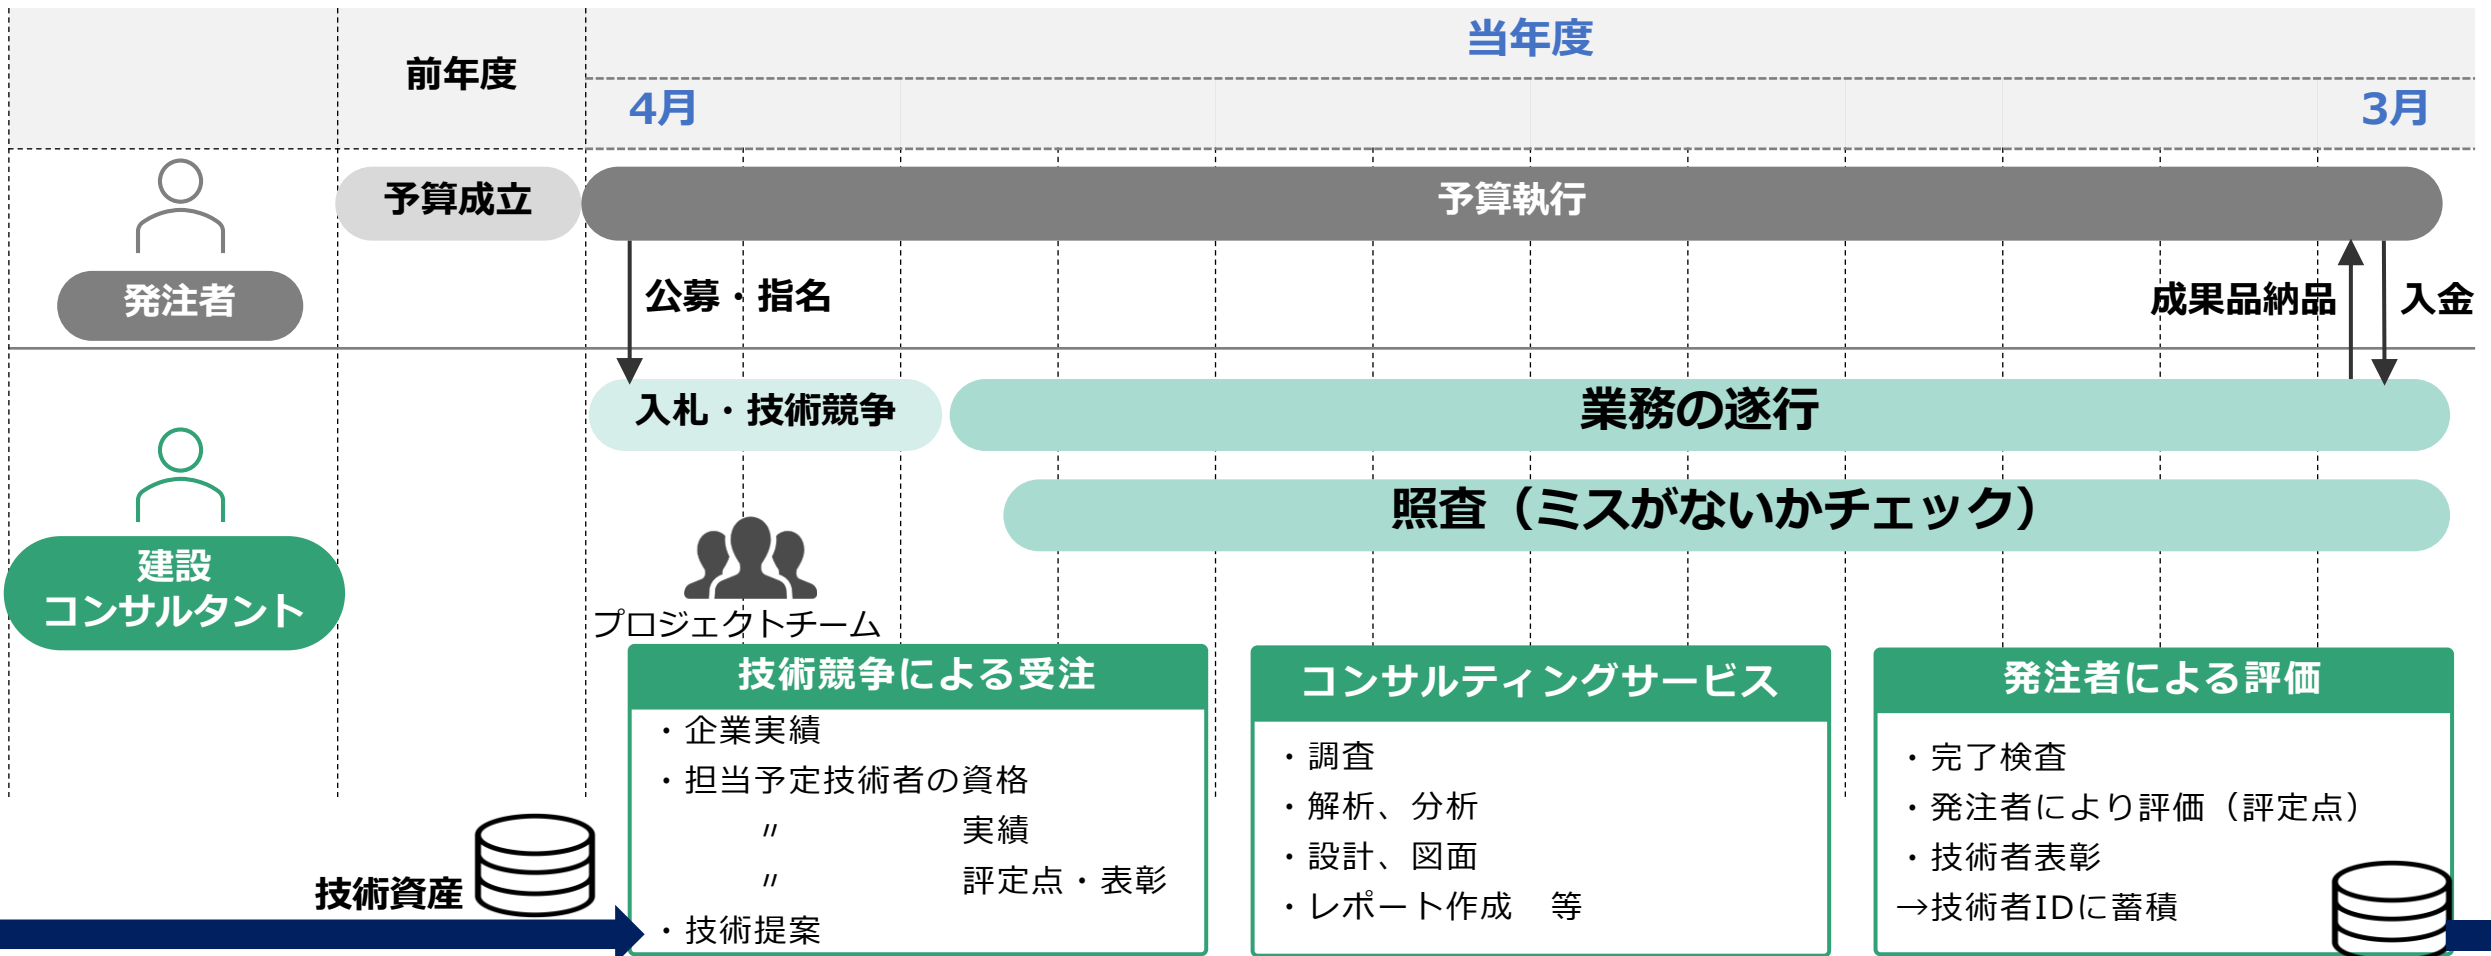 前年度
当年度
4月
3月
予算成立
予算執行
発注者
公募・指名
成果品納品
入金
入札・技術競争
業務の遂行
照査（ミスがないかチェック）
建設
コンサルタント
プロジェクトチーム
技術競争による受注
・企業実績
・担当予定技術者の資格
〃 実績
〃 評定点・表彰
・技術提案
コンサルティングサービス
・調査
・解析、分析
・設計、図面
・レポート作成　等
発注者による評価
・完了検査
・発注者により評価（評定点）
・技術者表彰
→技術者IDに蓄積
技術資産